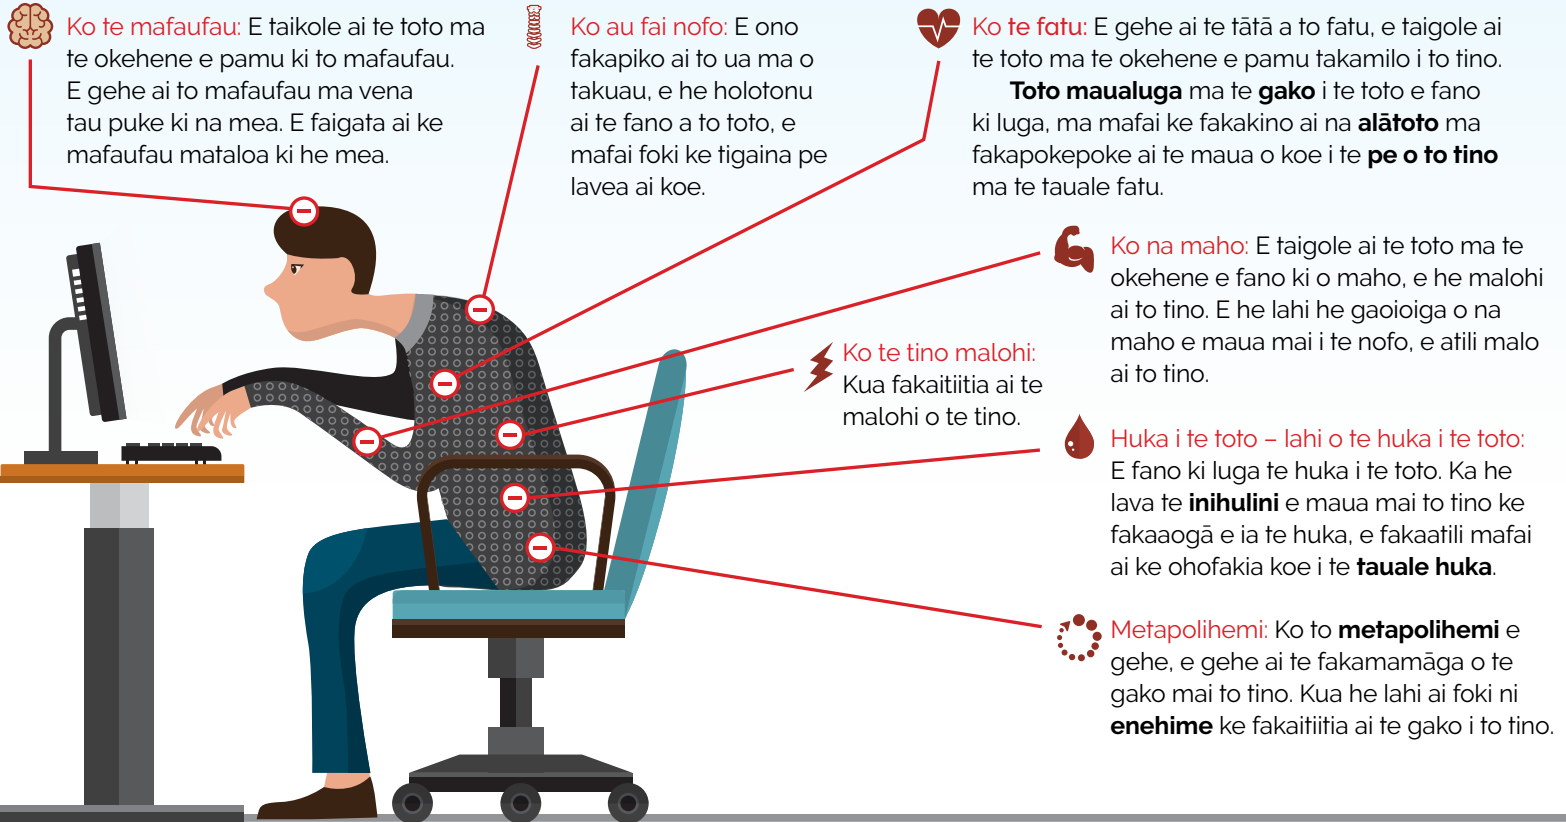 Ko te mafaufau: E taikole ai te toto ma
te okehene e pamu ki to mafaufau.
E gehe ai to mafaufau ma vena
tau puke ki na mea. E faigata ai ke
mafaufau mataloa ki he mea.
Ko au fai nofo: E ono
fakapiko ai to ua ma o
takuau, e he holotonu
ai te fano a to toto, e
mafai foki ke tigaina pe
lavea ai koe.
Ko te fatu: E gehe ai te tātā a to fatu, e taigole ai
te toto ma te okehene e pamu takamilo i to tino.
Toto maualuga ma te gako i te toto e fano
ki luga, ma mafai ke fakakino ai na alātoto ma
fakapokepoke ai te maua o koe i te pe o to tino
ma te tauale fatu.
Ko na maho: E taigole ai te toto ma te
okehene e fano ki o maho, e he malohi
ai to tino. E he lahi he gaoioiga o na
maho e maua mai i te nofo, e atili malo
ai to tino.
Ko te tino malohi:
Kua fakaitiitia ai te
malohi o te tino.
Huka i te toto – lahi o te huka i te toto:
E fano ki luga te huka i te toto. Ka he
lava te inihulini e maua mai to tino ke
fakaaogā e ia te huka, e fakaatili mafai
ai ke ohofakia koe i te tauale huka.
Metapolihemi: Ko to metapolihemi e
gehe, e gehe ai te fakamamāga o te
gako mai to tino. Kua he lahi ai foki ni
enehime ke fakaitiitia ai te gako i to tino.